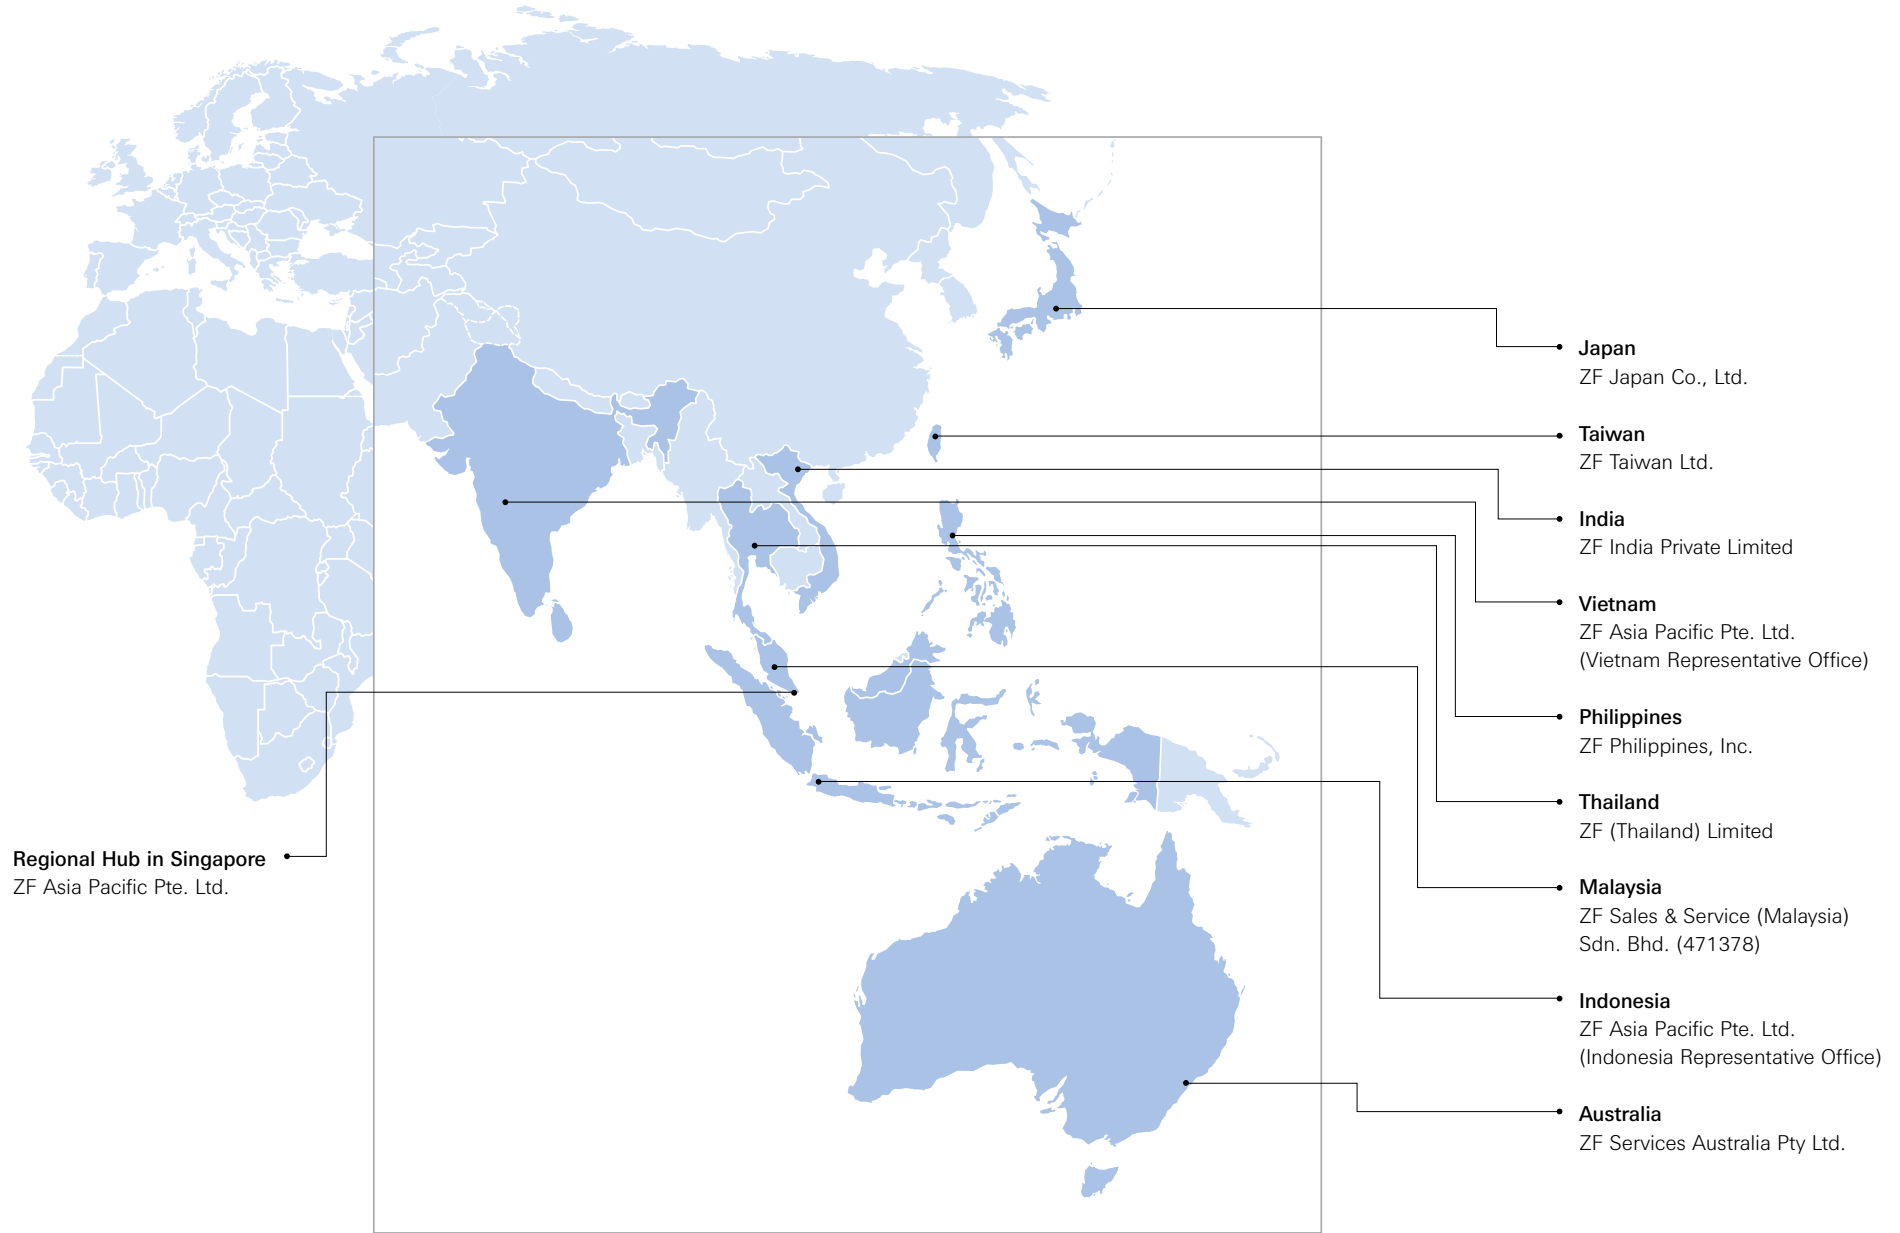 Japan
ZF Japan Co., Ltd.
Taiwan
ZF Taiwan Ltd.
India
ZF India Private Limited
Vietnam
ZF Asia Pacific Pte. Ltd.
(Vietnam Representative Office)
Philippines
ZF Philippines, Inc.
Thailand
ZF (Thailand) Limited
Regional Hub in Singapore
ZF Asia Pacific Pte. Ltd.
Malaysia
ZF Sales & Service (Malaysia)
Sdn. Bhd. (471378)
Indonesia
ZF Asia Pacific Pte. Ltd.
(Indonesia Representative Office)
Australia
ZF Services Australia Pty Ltd.